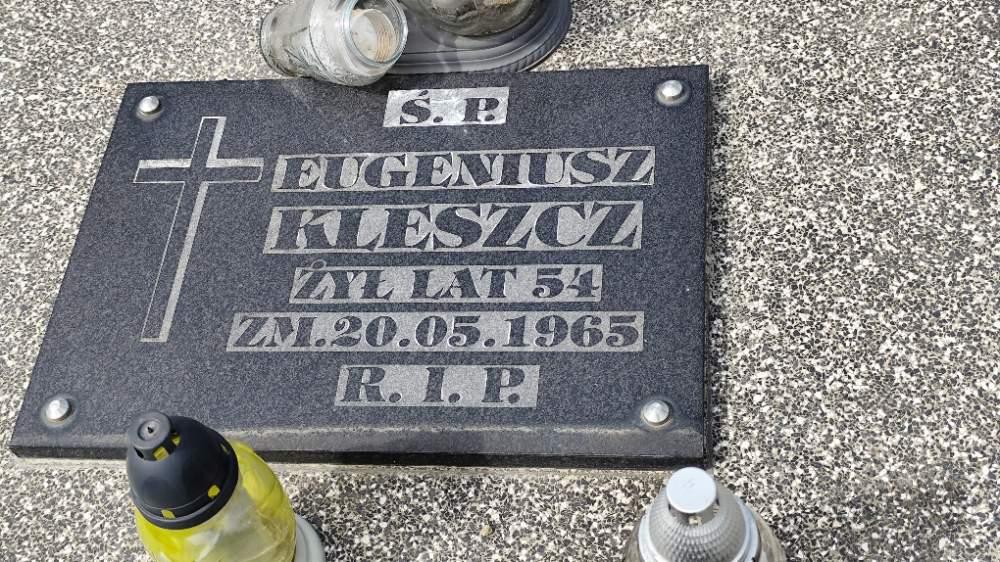 Ś. P.
EUGENIUSZ
KLESZCZ
ŻYŁ LAT 54
ZM. 20.05.1965
R. I. P.